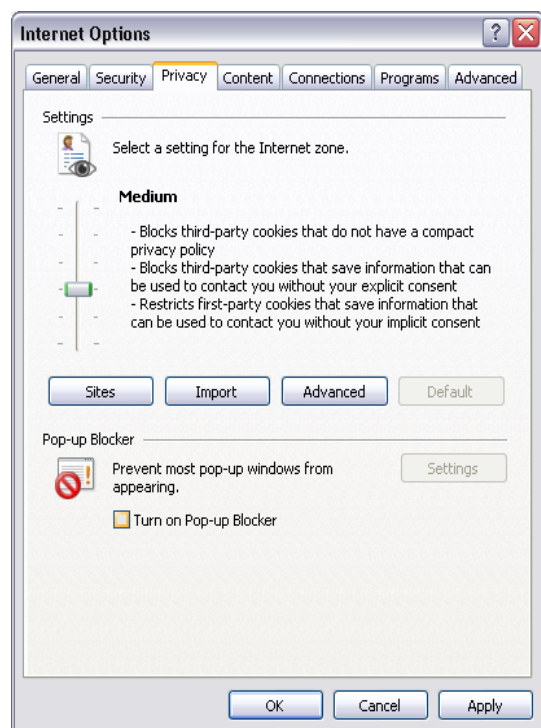 Internet Options
General Security Privacy Content Connections Programs Advanced
Settings
Select a setting for the Internet zone.
Medium
- Blocks third-party cookies that do not have a compact
privacy policy
- Blocks third-party cookies that save information that can
be used to contact you without your explicit consent
- Restricts first-party cookies that save information that
can be used to contact you without your implicit consent
Sites Import Advanced Default
Pop-up Blocker
Prevent most pop-up windows from
appearing.
Settings
Turn on Pop-up Blocker
OK Cancel Apply